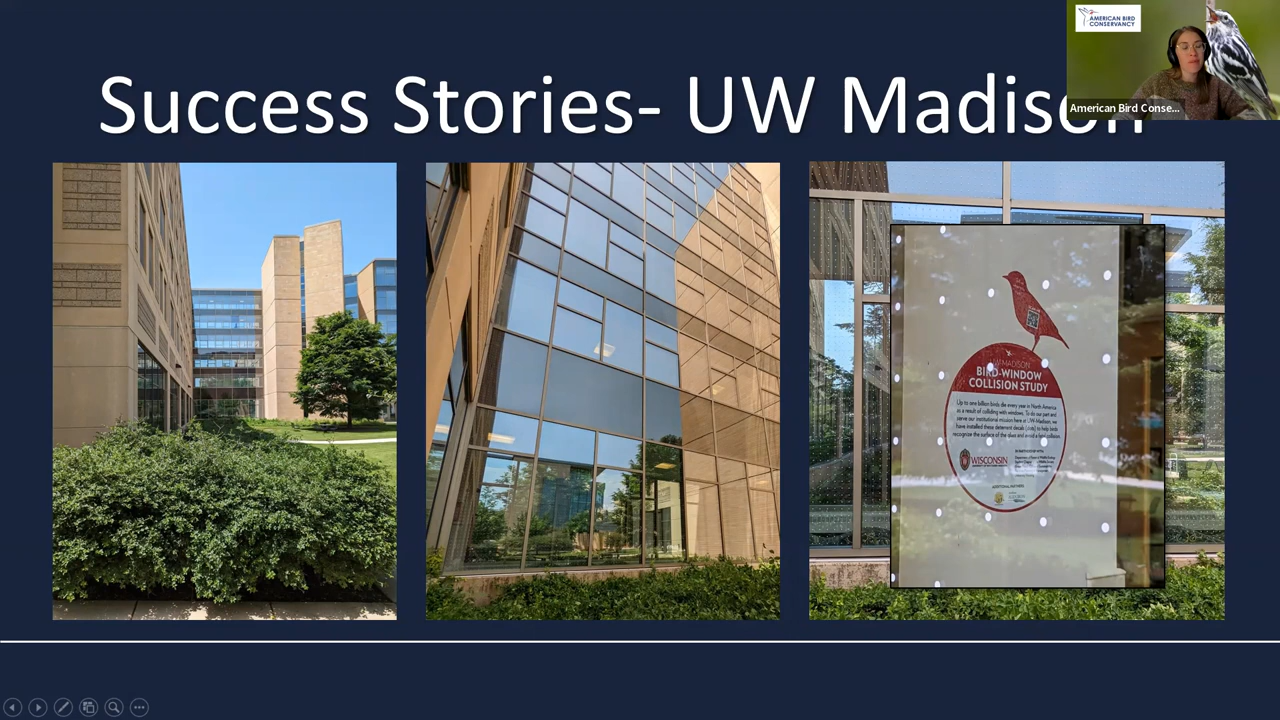 AMERICAN BIRD
CONSERVANCY
American Bird Conse...
Success Stories- UW Madison
UW MADISON
BIRD-WINDOW
COLLISION STUDY
Up to one billion birds die every year in North America
as a result of colliding with windows. To do our part and
serve our institutional mission here at UW-Madison, we
have installed these deterrent decals (dots) to help birds
recognize the surface of the glass and avoid a fatal collision.
WISCONSIN